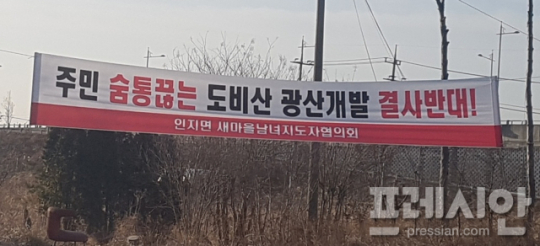 주민 숨통끊는 도비산 광산개발 결사반대!
인지면 새마을남녀지도자협의회
프레시안
pressian.com